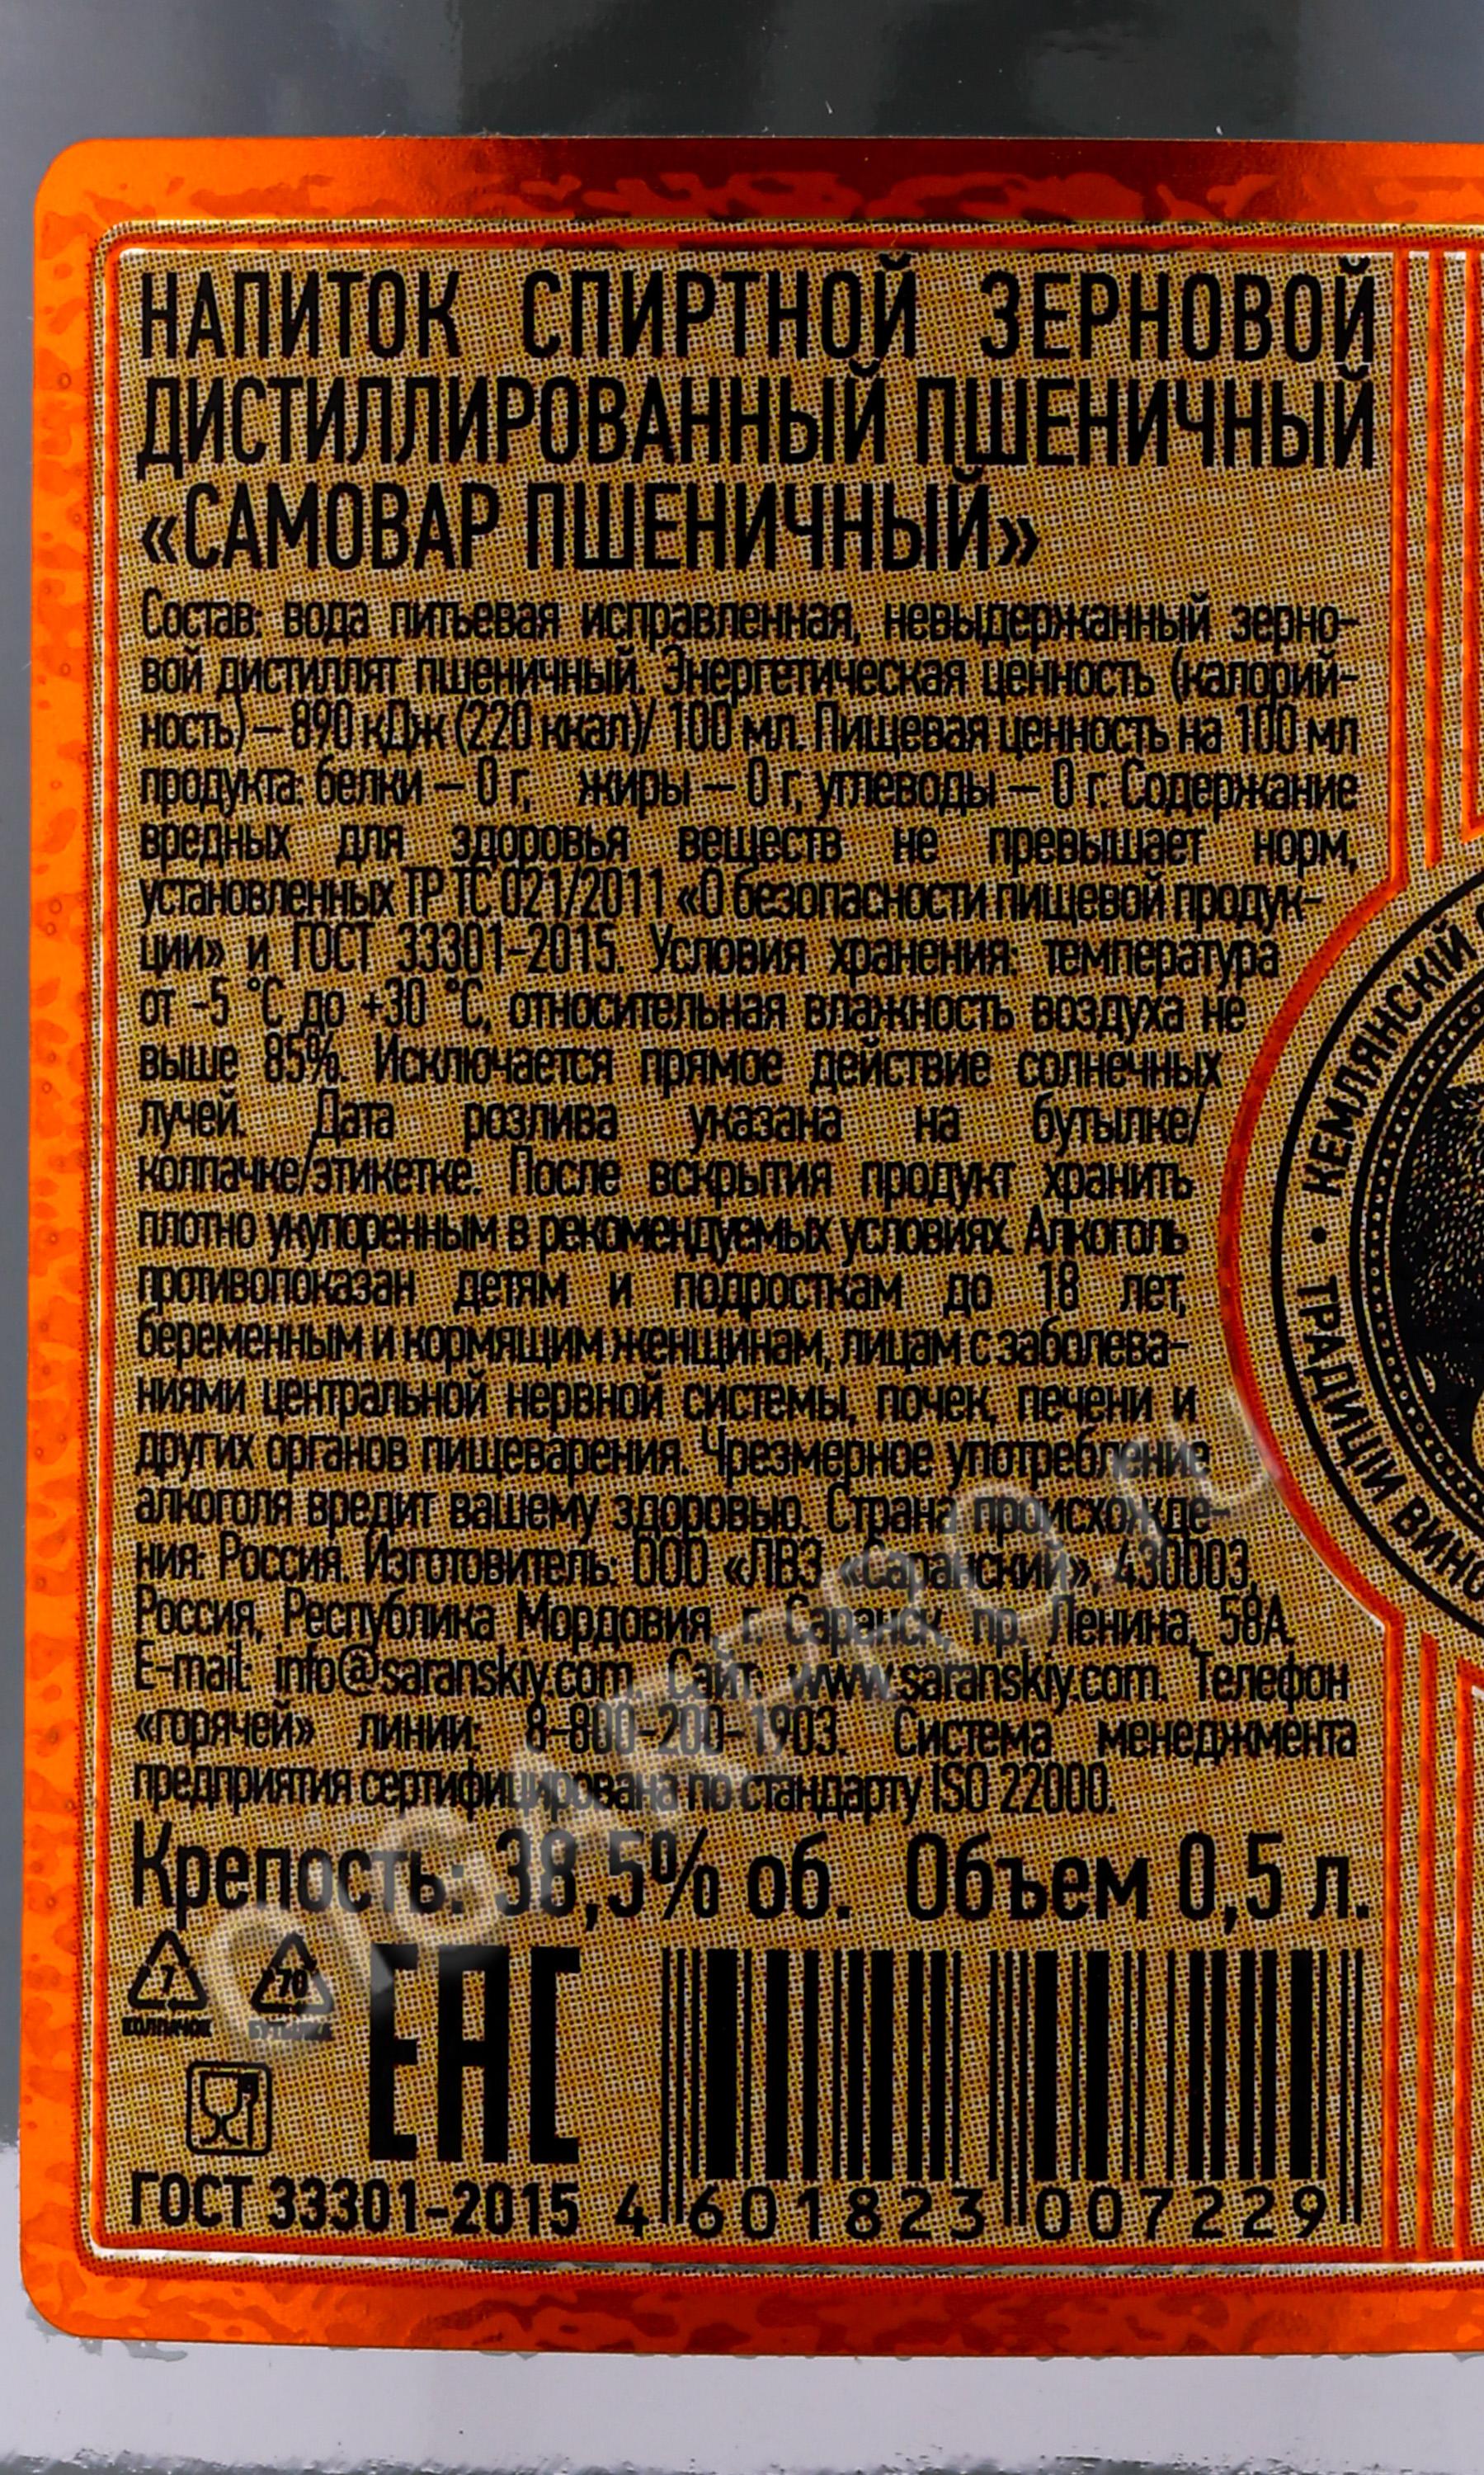 НАПИТОК СПИРТНОЙ ЗЕРНОВОЙ
ДИСТИЛЛИРОВАННЫЙ ПШЕНИЧНЫЙ
«САМОВАР ПШЕНИЧНЫЙ»
Состав: вода питьевая исправленная, невыдержанный зерно-
вой дистиллят пшеничный. Энергетическая ценность (калорий-
ность) – 890 кДж (220 ккал)/ 100 мл. Пищевая ценность на 100 мл
продукта: белки – 0 г, жиры – 0 г, углеводы – 0 г. Содержание
вредных для здоровья веществ не превышает норм,
установленных ТР ТС 021/2011 «О безопасности пищевой продук-
ции» и ГОСТ 33301-2015. Условия хранения: температура
от -5 °С до +30 °С, относительная влажность воздуха не
выше 85%. Исключается прямое действие солнечных
лучей. Дата розлива указана на бутылке/
колпачке/этикетке. После вскрытия продукт хранить
плотно укупоренным в рекомендуемых условиях. Алкоголь
противопоказан детям и подросткам до 18 лет,
беременным и кормящим женщинам, лицам с заболева-
ниями центральной нервной системы, почек, печени и
других органов пищеварения. Чрезмерное употребление
алкоголя вредит вашему здоровью. Страна происхожде-
ния: Россия. Изготовитель: ООО «ЛВЗ «Саранский», 430003,
Россия, Республика Мордовия, г. Саранск, пр. Ленина, 58А.
E-mail: info@saranskiy.com. Сайт: www.saranskiy.com. Телефон
«горячей» линии: 8-800-200-1903. Система менеджмента
предприятия сертифицирована по стандарту ISO 22000.
Крепость: 38,5% об. Объем 0,5 л.
7
КОЛПАЧОК
70
БУТЫЛКА
ЕАС
ГОСТ 33301-2015
4 601823 007229
• КЕМЛЯНСКIЙ
ТРАДИЦIИ ВИНО
CIGARPRO.ru